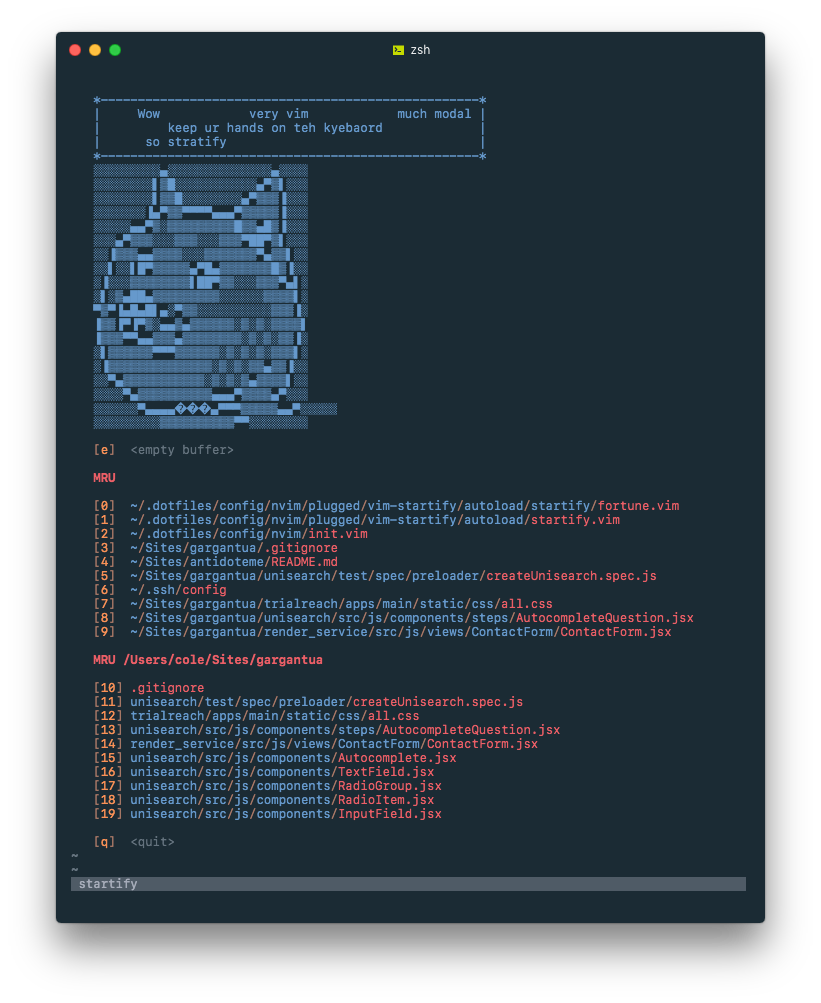 zsh
*---------------------------------------------------*
| Wow very vim much modal |
| keep ur hands on teh kyebaord |
| so stratify |
*---------------------------------------------------*
[e] <empty buffer>
MRU
[0] ~/.dotfiles/config/nvim/plugged/vim-startify/autoload/startify/fortune.vim
[1] ~/.dotfiles/config/nvim/plugged/vim-startify/autoload/startify.vim
[2] ~/.dotfiles/config/nvim/init.vim
[3] ~/Sites/gargantua/.gitignore
[4] ~/Sites/antidoteme/README.md
[5] ~/Sites/gargantua/unisearch/test/spec/preloader/createUnisearch.spec.js
[6] ~/.ssh/config
[7] ~/Sites/gargantua/trialreach/apps/main/static/css/all.css
[8] ~/Sites/gargantua/unisearch/src/js/components/steps/AutocompleteQuestion.jsx
[9] ~/Sites/gargantua/render_service/src/js/views/ContactForm/ContactForm.jsx
MRU /Users/cole/Sites/gargantua
[10] .gitignore
[11] unisearch/test/spec/preloader/createUnisearch.spec.js
[12] trialreach/apps/main/static/css/all.css
[13] unisearch/src/js/components/steps/AutocompleteQuestion.jsx
[14] render_service/src/js/views/ContactForm/ContactForm.jsx
[15] unisearch/src/js/components/Autocomplete.jsx
[16] unisearch/src/js/components/TextField.jsx
[17] unisearch/src/js/components/RadioGroup.jsx
[18] unisearch/src/js/components/RadioItem.jsx
[19] unisearch/src/js/components/InputField.jsx
[q] <quit>
~
~
startify